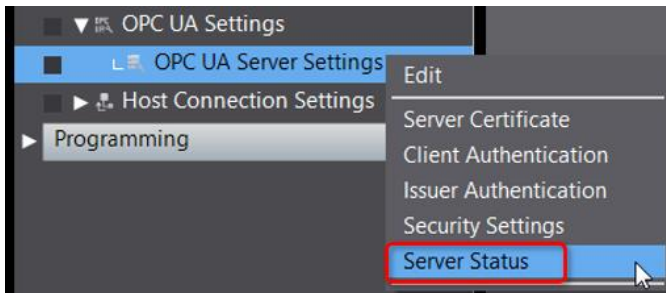 OPC UA Settings
OPC UA Server Settings
Host Connection Settings
Programming
Edit
Server Certificate
Client Authentication
Issuer Authentication
Security Settings
Server Status